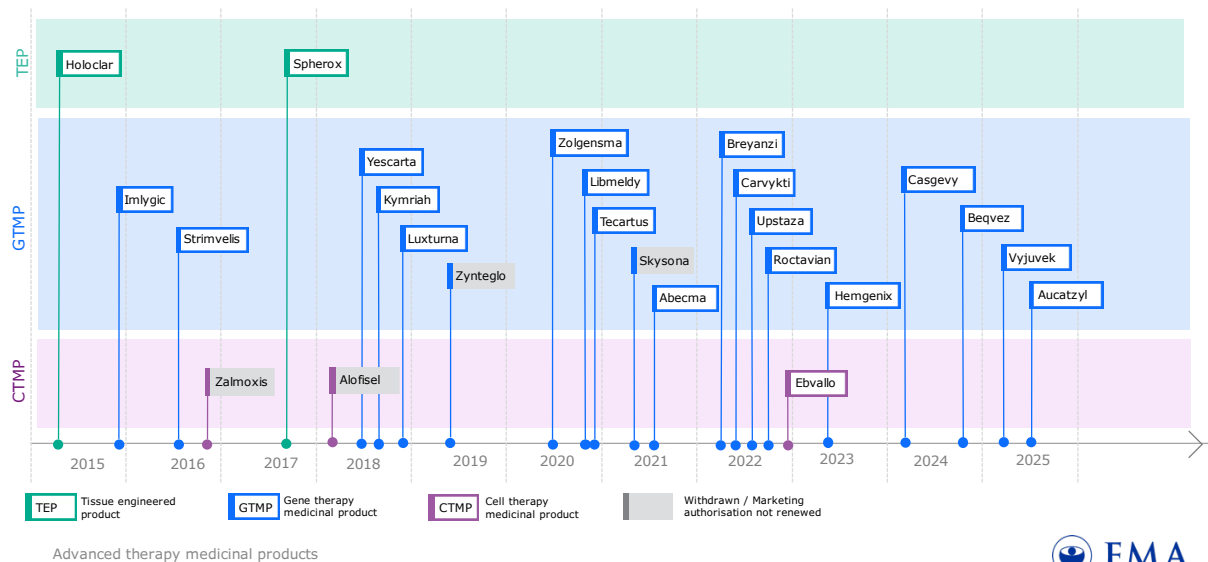 TEP
Holoclar
Spherox
GTMP
Zolgensma
Breyanzi
Yescarta
Casgevy
Libmeldy
Carvykti
Imlygic
Kymriah
Tecartus
Upstaza
Beqvez
Strimvelis
Luxturna
Skysona
Roctavian
Vyjuvek
Zynteglo
Abecma
Hemgenix
Aucatzyl
CTMP
Zalmoxis
Alofisel
Ebvallo
2015
2016
2017
2018
2019
2020
2021
2022
2023
2024
2025
TEP
Tissue engineered
product
GTMP
Gene therapy
medicinal product
CTMP
Cell therapy
medicinal product
Withdrawn / Marketing
authorisation not renewed
Advanced therapy medicinal products
EMA